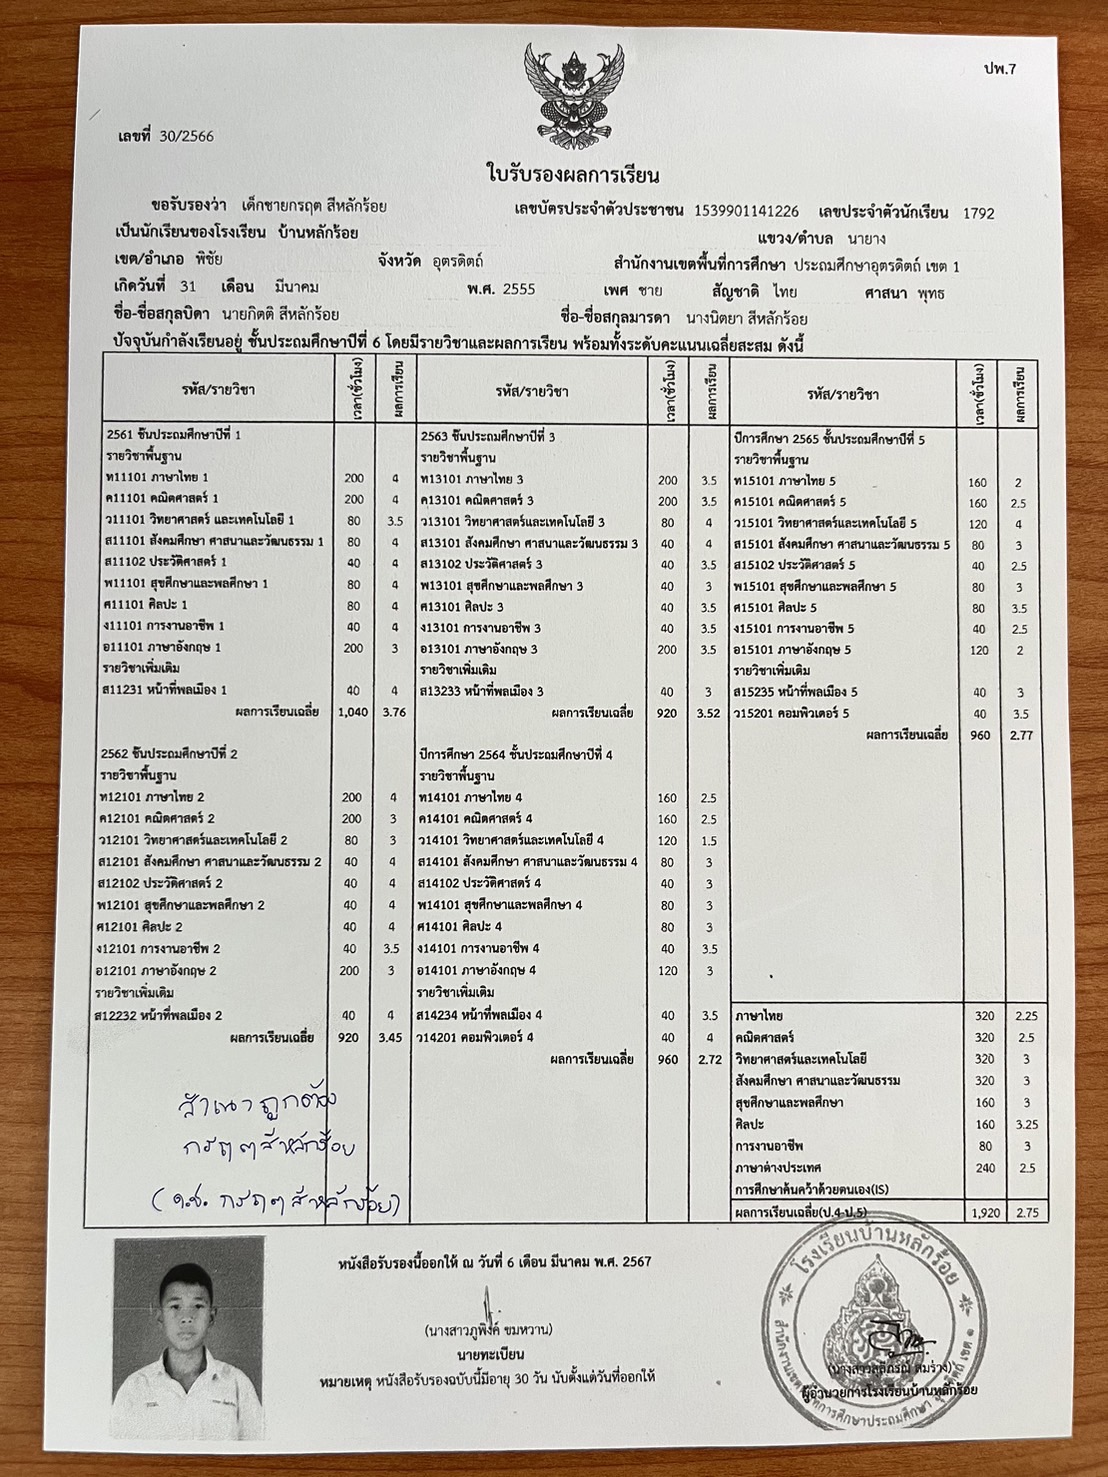 ปพ.7
เลขที่ 30/2566
ใบรับรองผลการเรียน
ขอรับรองว่า เด็กชายกรฤต สีหลักร้อย เลขบัตรประจำตัวประชาชน 1539901141226 เลขประจำตัวนักเรียน 1792
เป็นนักเรียนของโรงเรียน บ้านหลักร้อย แขวง/ตำบล นายาง
เขต/อำเภอ พิชัย จังหวัด อุตรดิตถ์ สำนักงานเขตพื้นที่การศึกษา ประถมศึกษาอุตรดิตถ์ เขต 1
เกิดวันที่ 31 เดือน มีนาคม พ.ศ. 2555 เพศ ชาย สัญชาติ ไทย ศาสนา พุทธ
ชื่อ-ชื่อสกุลบิดา นายกิตติ สีหลักร้อย ชื่อ-ชื่อสกุลมารดา นางนิตยา สีหลักร้อย
ปัจจุบันกำลังเรียนอยู่ ชั้นประถมศึกษาปีที่ 6 โดยมีรายวิชาและผลการเรียน พร้อมทั้งระดับคะแนนเฉลี่ยสะสม ดังนี้
รหัส/รายวิชา เวลา(ชั่วโมง) ผลการเรียน
2561 ชั้นประถมศึกษาปีที่ 1
รายวิชาพื้นฐาน
ท11101 ภาษาไทย 1 200 4
ค11101 คณิตศาสตร์ 1 200 4
ว11101 วิทยาศาสตร์ และเทคโนโลยี 1 80 3.5
ส11101 สังคมศึกษา ศาสนาและวัฒนธรรม 1 80 4
ส11102 ประวัติศาสตร์ 1 40 4
พ11101 สุขศึกษาและพลศึกษา 1 80 4
ศ11101 ศิลปะ 1 80 4
ง11101 การงานอาชีพ 1 40 4
อ11101 ภาษาอังกฤษ 1 200 3
รายวิชาเพิ่มเติม
ส11231 หน้าที่พลเมือง 1 40 4
ผลการเรียนเฉลี่ย 1,040 3.76
2562 ชั้นประถมศึกษาปีที่ 2
รายวิชาพื้นฐาน
ท12101 ภาษาไทย 2 200 4
ค12101 คณิตศาสตร์ 2 200 3
ว12101 วิทยาศาสตร์และเทคโนโลยี 2 80 3
ส12101 สังคมศึกษา ศาสนาและวัฒนธรรม 2 40 4
ส12102 ประวัติศาสตร์ 2 40 4
พ12101 สุขศึกษาและพลศึกษา 2 40 4
ศ12101 ศิลปะ 2 40 4
ง12101 การงานอาชีพ 2 40 3.5
อ12101 ภาษาอังกฤษ 2 200 3
รายวิชาเพิ่มเติม
ส12232 หน้าที่พลเมือง 2 40 4
ผลการเรียนเฉลี่ย 920 3.45
สำเนาถูกต้อง
กรฤต สีหลักร้อย
(ด.ช. กรฤต สีหลักร้อย)
รหัส/รายวิชา เวลา(ชั่วโมง) ผลการเรียน
2563 ชั้นประถมศึกษาปีที่ 3
รายวิชาพื้นฐาน
ท13101 ภาษาไทย 3 200 3.5
ค13101 คณิตศาสตร์ 3 200 3.5
ว13101 วิทยาศาสตร์และเทคโนโลยี 3 80 4
ส13101 สังคมศึกษา ศาสนาและวัฒนธรรม 3 40 4
ส13102 ประวัติศาสตร์ 3 40 3.5
พ13101 สุขศึกษาและพลศึกษา 3 40 3
ศ13101 ศิลปะ 3 40 3.5
ง13101 การงานอาชีพ 3 40 3.5
อ13101 ภาษาอังกฤษ 3 200 3.5
รายวิชาเพิ่มเติม
ส13233 หน้าที่พลเมือง 3 40 3
ผลการเรียนเฉลี่ย 920 3.52
ปีการศึกษา 2564 ชั้นประถมศึกษาปีที่ 4
รายวิชาพื้นฐาน
ท14101 ภาษาไทย 4 160 2.5
ค14101 คณิตศาสตร์ 4 160 2.5
ว14101 วิทยาศาสตร์และเทคโนโลยี 4 120 1.5
ส14101 สังคมศึกษา ศาสนาและวัฒนธรรม 4 80 3
ส14102 ประวัติศาสตร์ 4 40 3
พ14101 สุขศึกษาและพลศึกษา 4 80 3
ศ14101 ศิลปะ 4 80 3
ง14101 การงานอาชีพ 4 40 3.5
อ14101 ภาษาอังกฤษ 4 120 3
รายวิชาเพิ่มเติม
ส14234 หน้าที่พลเมือง 4 40 3.5
ว14201 คอมพิวเตอร์ 4 40 4
ผลการเรียนเฉลี่ย 960 2.72
รหัส/รายวิชา เวลา(ชั่วโมง) ผลการเรียน
ปีการศึกษา 2565 ชั้นประถมศึกษาปีที่ 5
รายวิชาพื้นฐาน
ท15101 ภาษาไทย 5 160 2
ค15101 คณิตศาสตร์ 5 160 2.5
ว15101 วิทยาศาสตร์และเทคโนโลยี 5 120 4
ส15101 สังคมศึกษา ศาสนาและวัฒนธรรม 5 80 3
ส15102 ประวัติศาสตร์ 5 40 2.5
พ15101 สุขศึกษาและพลศึกษา 5 80 3
ศ15101 ศิลปะ 5 80 3.5
ง15101 การงานอาชีพ 5 40 2.5
อ15101 ภาษาอังกฤษ 5 120 2
รายวิชาเพิ่มเติม
ส15235 หน้าที่พลเมือง 5 40 3
ว15201 คอมพิวเตอร์ 5 40 3.5
ผลการเรียนเฉลี่ย 960 2.77
ภาษาไทย 320 2.25
คณิตศาสตร์ 320 2.5
วิทยาศาสตร์และเทคโนโลยี 320 3
สังคมศึกษา ศาสนาและวัฒนธรรม 320 3
สุขศึกษาและพลศึกษา 160 3
ศิลปะ 160 3.25
การงานอาชีพ 80 3
ภาษาต่างประเทศ 240 2.5
การศึกษาค้นคว้าด้วยตนเอง(IS)
ผลการเรียนเฉลี่ย(ป.4-ป.5) 1,920 2.75
หนังสือรับรองนี้ออกให้ ณ วันที่ 6 เดือน มีนาคม พ.ศ. 2567
(นางสาวภูพิงค์ ขมหวาน)
นายทะเบียน
หมายเหตุ หนังสือรับรองฉบับนี้มีอายุ 30 วัน นับตั้งแต่วันที่ออกให้
โรงเรียนบ้านหลักร้อย
สำนักงานเขตพื้นที่การศึกษาประถมศึกษา อุตรดิตถ์ เขต ๑
ผู้อำนวยการโรงเรียนบ้านหลักร้อย